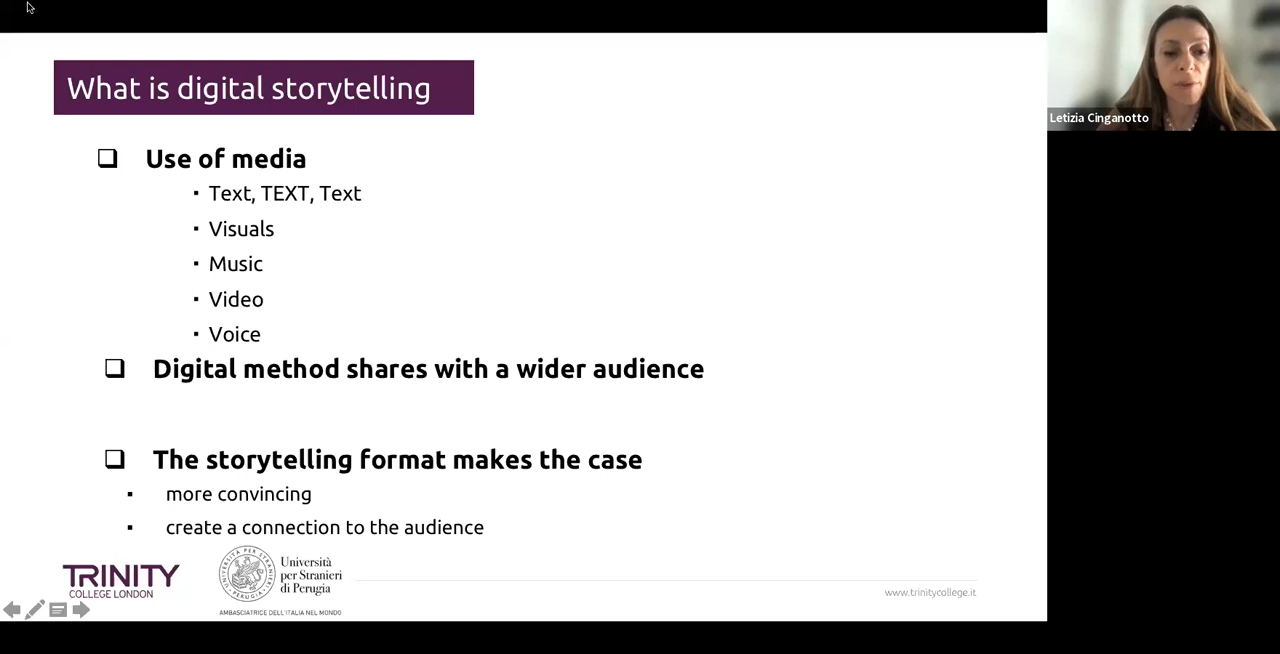 What is digital storytelling
Letizia Cinganotto
Use of media
Text, TEXT, Text
Visuals
Music
Video
Voice
Digital method shares with a wider audience
The storytelling format makes the case
more convincing
create a connection to the audience
TRINITY
COLLEGE LONDON
Università
per Stranieri
di Perugia
AMBASCIATRICE DELL'ITALIA NEL MONDO
www.trinitycollege.it